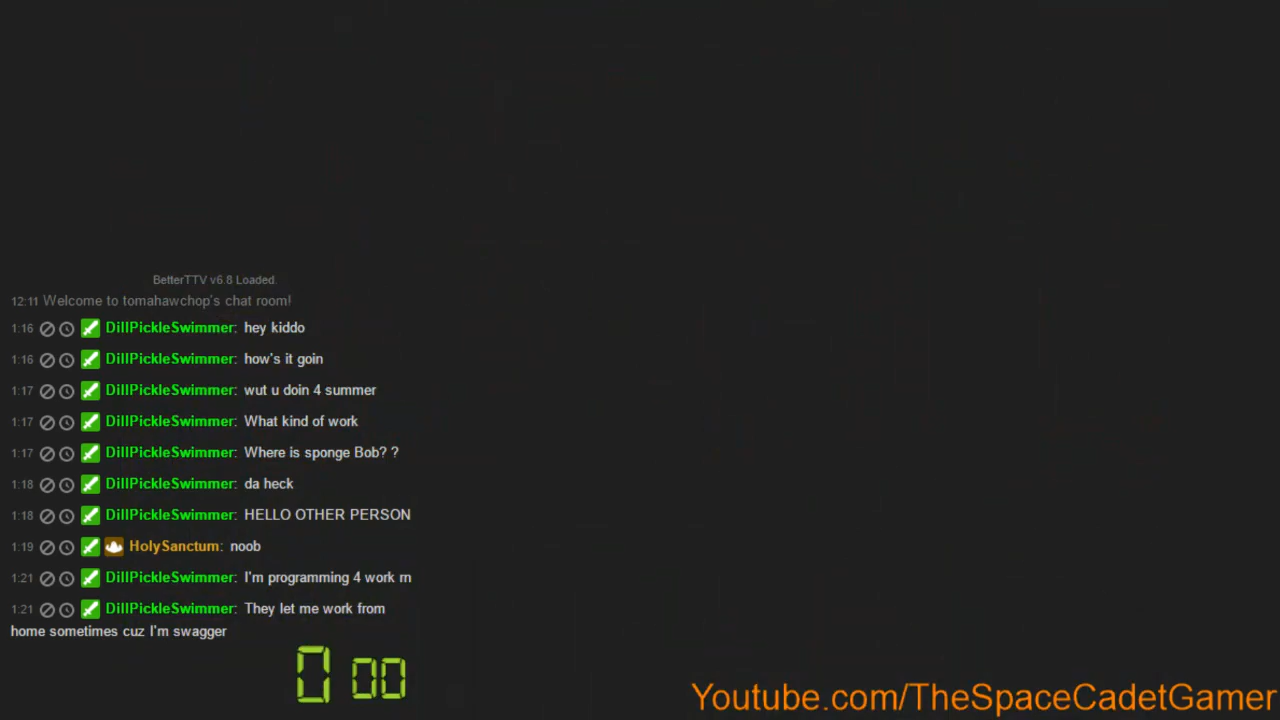 BetterTTV v6.8 Loaded.
12:11 Welcome to tomahawchop's chat room!
1:16 DillPickleSwimmer: hey kiddo
1:16 DillPickleSwimmer: how's it goin
1:17 DillPickleSwimmer: wut u doin 4 summer
1:17 DillPickleSwimmer: What kind of work
1:17 DillPickleSwimmer: Where is sponge Bob? ?
1:18 DillPickleSwimmer: da heck
1:18 DillPickleSwimmer: HELLO OTHER PERSON
1:19 HolySanctum: noob
1:21 DillPickleSwimmer: I'm programming 4 work rn
1:21 DillPickleSwimmer: They let me work from
home sometimes cuz I'm swagger
0 00
Youtube.com/TheSpaceCadetGamer